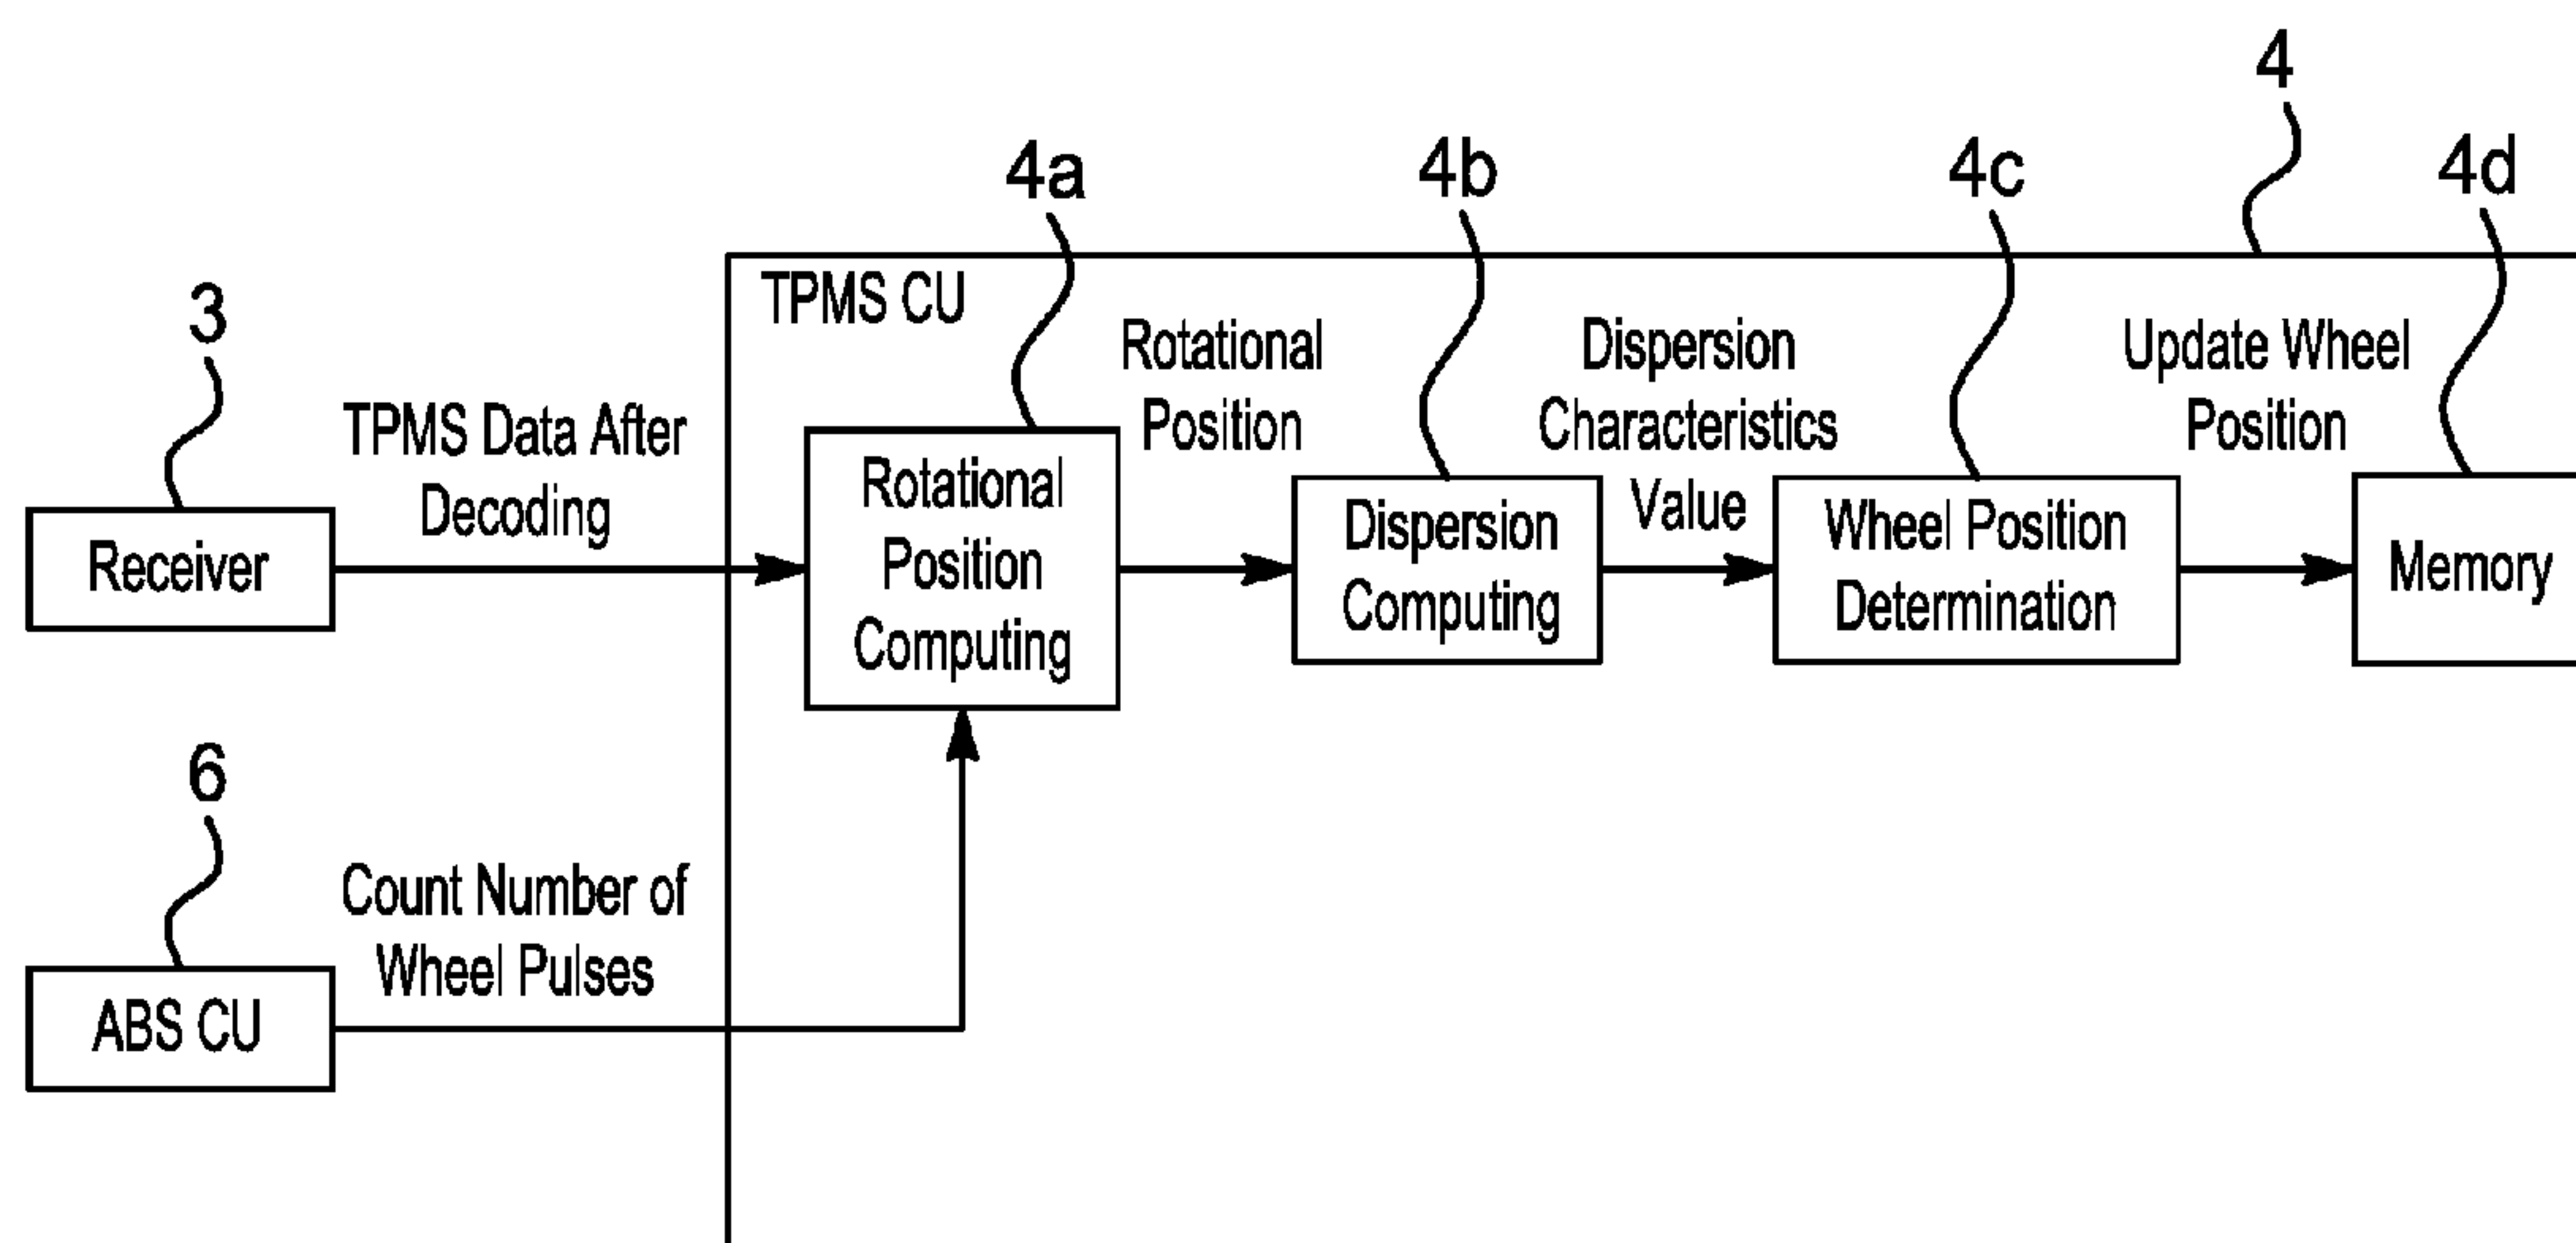 4
4a
4b
4c
4d
TPMS CU
3
Rotational
Position
Dispersion
Characteristics
Value
Update Wheel
Position
TPMS Data After
Decoding
Receiver
Rotational
Position
Computing
Dispersion
Computing
Wheel Position
Determination
Memory
6
Count Number of
Wheel Pulses
ABS CU